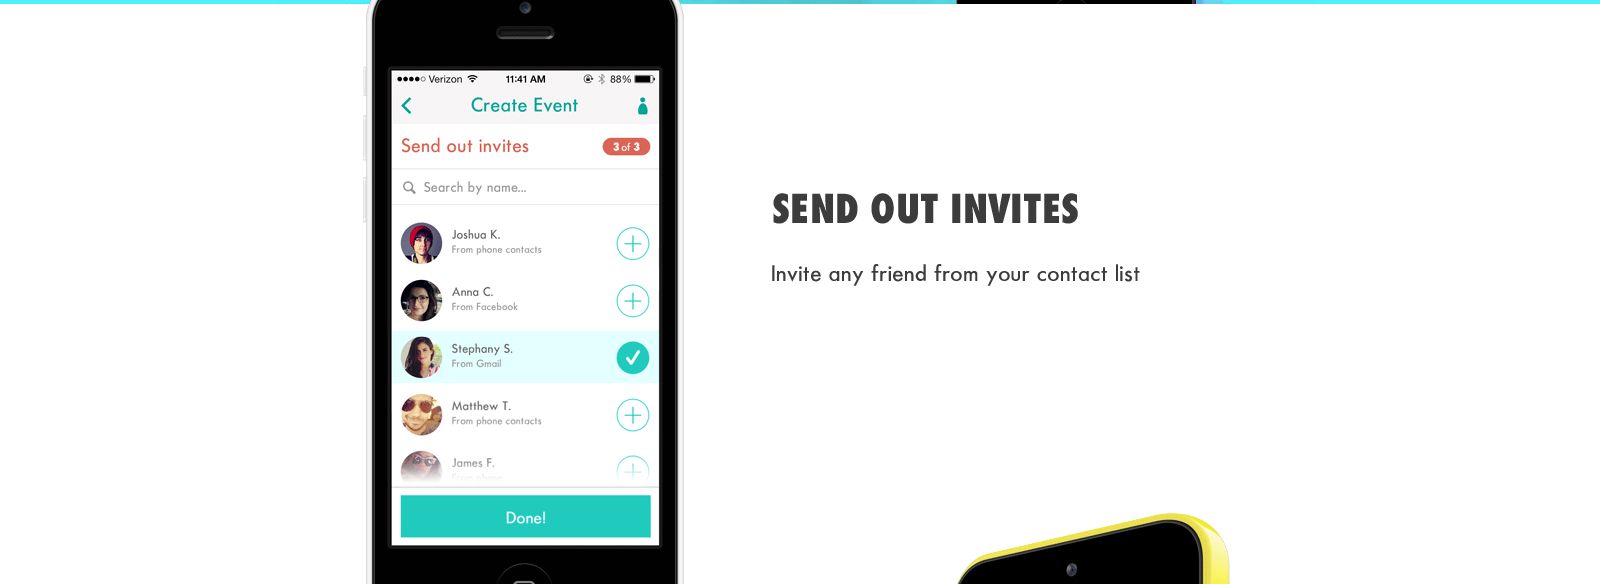 Verizon 11:41 AM 88%
Create Event
Send out invites 3 of 3
Search by name...
Joshua K.
From phone contacts
Anna C.
From Facebook
Stephany S.
From Gmail
Matthew T.
From phone contacts
James F.
From phone
Done!
SEND OUT INVITES
Invite any friend from your contact list